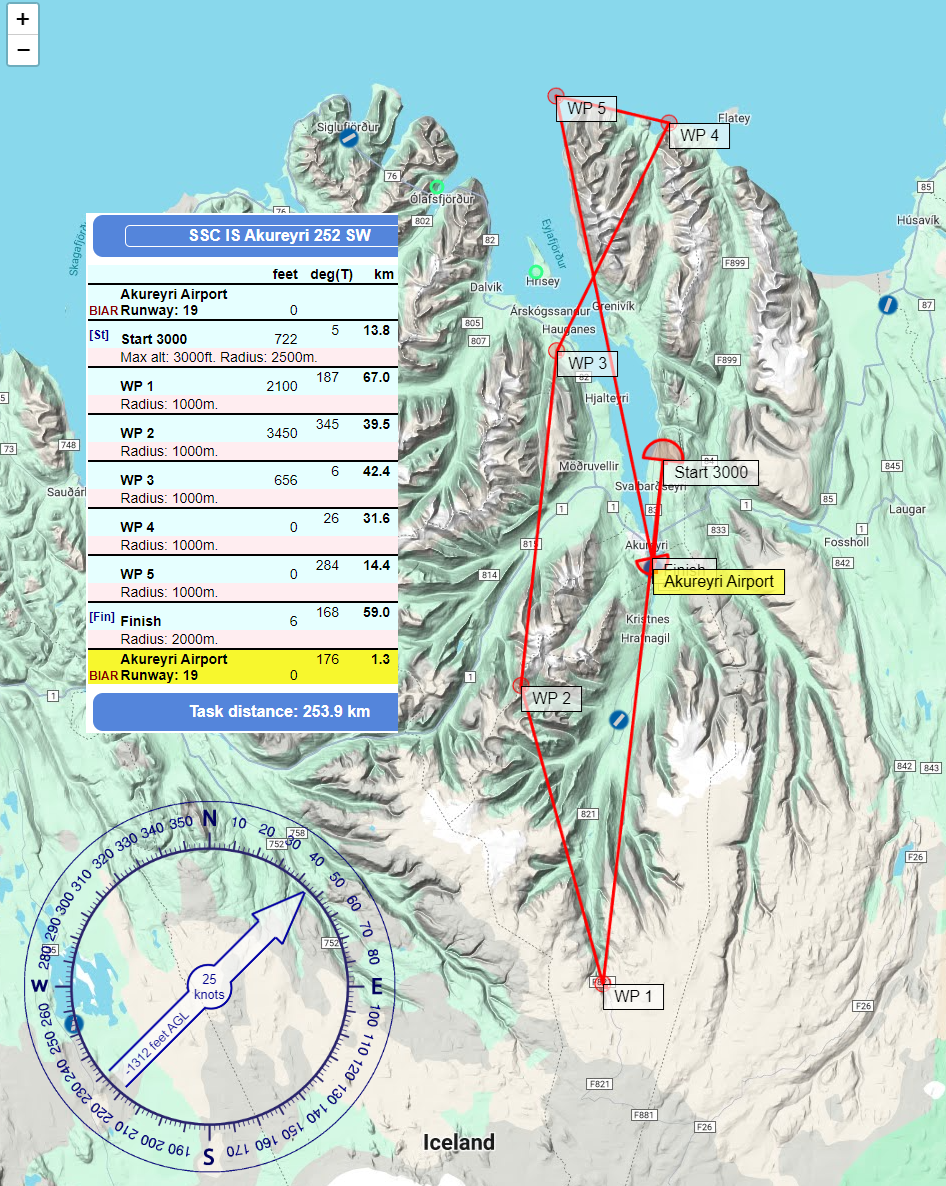 +
−
Siglufjörður
Flatey
WP 5
WP 4
76
Ólafsfjörður
85
76
802
Húsavík
Skagafjörð
82
Eyjafjörður
F899
Hrísey
Dalvík
87
Árskógssandur
Grenivík
805
Hauganes
807
WP 3
F899
82
Hjalteyri
SSC IS Akureyri 252 SW
feet deg(T) km
Akureyri Airport
BIAR Runway: 19 0
[St] Start 3000 722 5 13.8
Max alt: 3000ft. Radius: 2500m.
WP 1 2100 187 67.0
Radius: 1000m.
WP 2 3450 345 39.5
Radius: 1000m.
WP 3 656 6 42.4
Radius: 1000m.
WP 4 0 26 31.6
Radius: 1000m.
WP 5 0 284 14.4
Radius: 1000m.
[Fin] Finish 6 168 59.0
Radius: 2000m.
Akureyri Airport 176 1.3
BIAR Runway: 19 0
Task distance: 253.9 km
5
73
748
Sauðárk
Möðruvellir
84
Start 3000
845
Svalbarðseyri
85
1
1
83
1
Laugar
833
1
815
Akureyri
Fosshóll
842
Finish
814
Akureyri Airport
Kristnes
Hrafnagil
1
1
WP 2
842
843
821
F26
758
752
752
N
10
20
30
40
50
60
70
80
E
100
110
120
130
140
150
160
170
S
190
200
210
220
230
240
250
260
W
280
290
300
310
320
330
340
350
25
knots
-1312 feet AGL
WP 1
F26
F821
F881
F26
Iceland